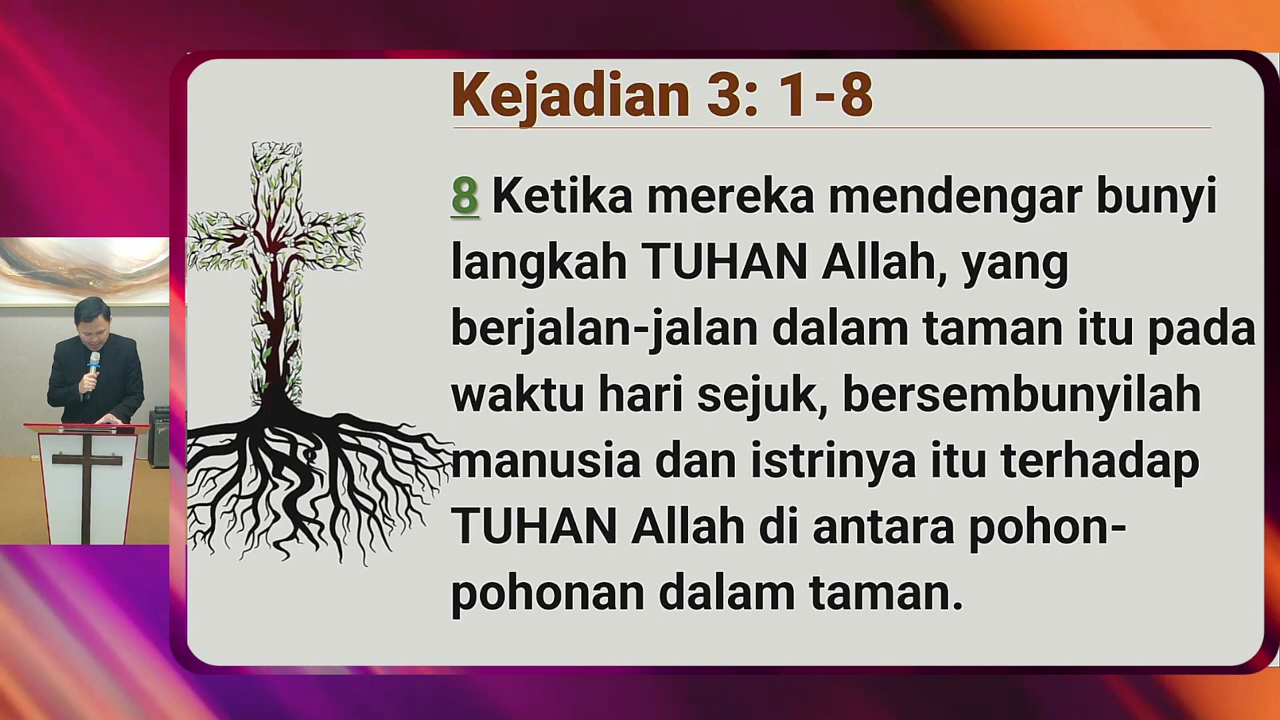 Kejadian 3: 1-8
8 Ketika mereka mendengar bunyi
langkah TUHAN Allah, yang
berjalan-jalan dalam taman itu pada
waktu hari sejuk, bersembunyilah
manusia dan istrinya itu terhadap
TUHAN Allah di antara pohon-
pohonan dalam taman.